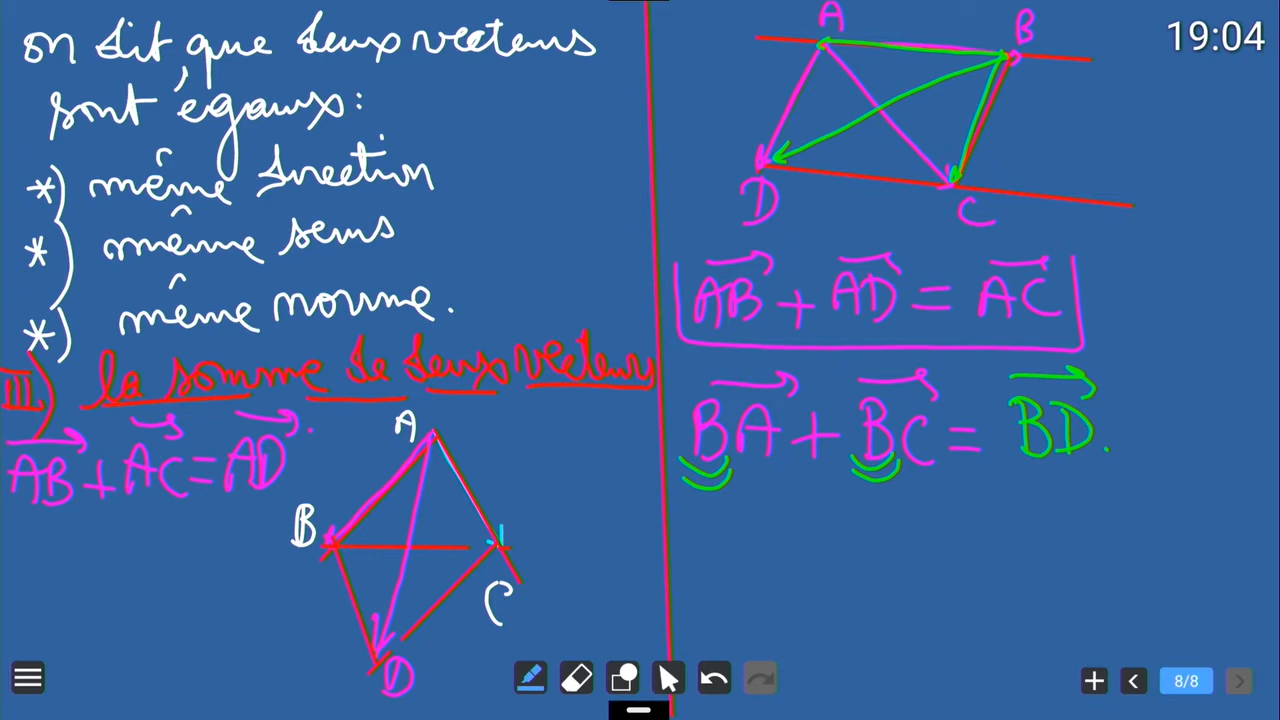 on dit que deux vecteurs
sont égaux:
*) même direction
*) même sens
*) même norme.
III) la somme de deux vecteurs
AB + AC = AD.
A
B
C
D
19:04
A
B
D
C
AB + AD = AC
BA + BC = BD.
8/8